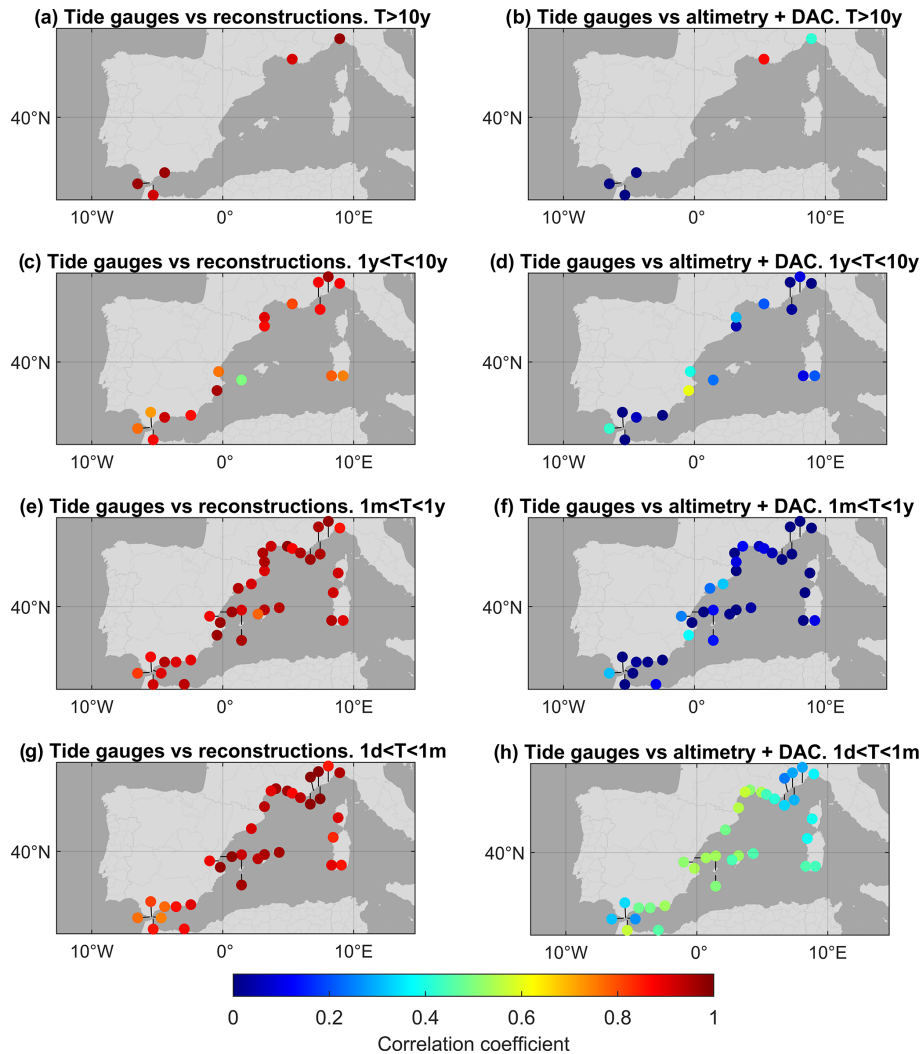 (a) Tide gauges vs reconstructions. T>10y
(b) Tide gauges vs altimetry + DAC. T>10y
40°N
40°N
10°W
0°
10°E
10°W
0°
10°E
(c) Tide gauges vs reconstructions. 1y<T<10y
(d) Tide gauges vs altimetry + DAC. 1y<T<10y
40°N
40°N
10°W
0°
10°E
10°W
0°
10°E
(e) Tide gauges vs reconstructions. 1m<T<1y
(f) Tide gauges vs altimetry + DAC. 1m<T<1y
40°N
40°N
10°W
0°
10°E
10°W
0°
10°E
(g) Tide gauges vs reconstructions. 1d<T<1m
(h) Tide gauges vs altimetry + DAC. 1d<T<1m
40°N
40°N
10°W
0°
10°E
10°W
0°
10°E
0 0.2 0.4 0.6 0.8 1
Correlation coefficient